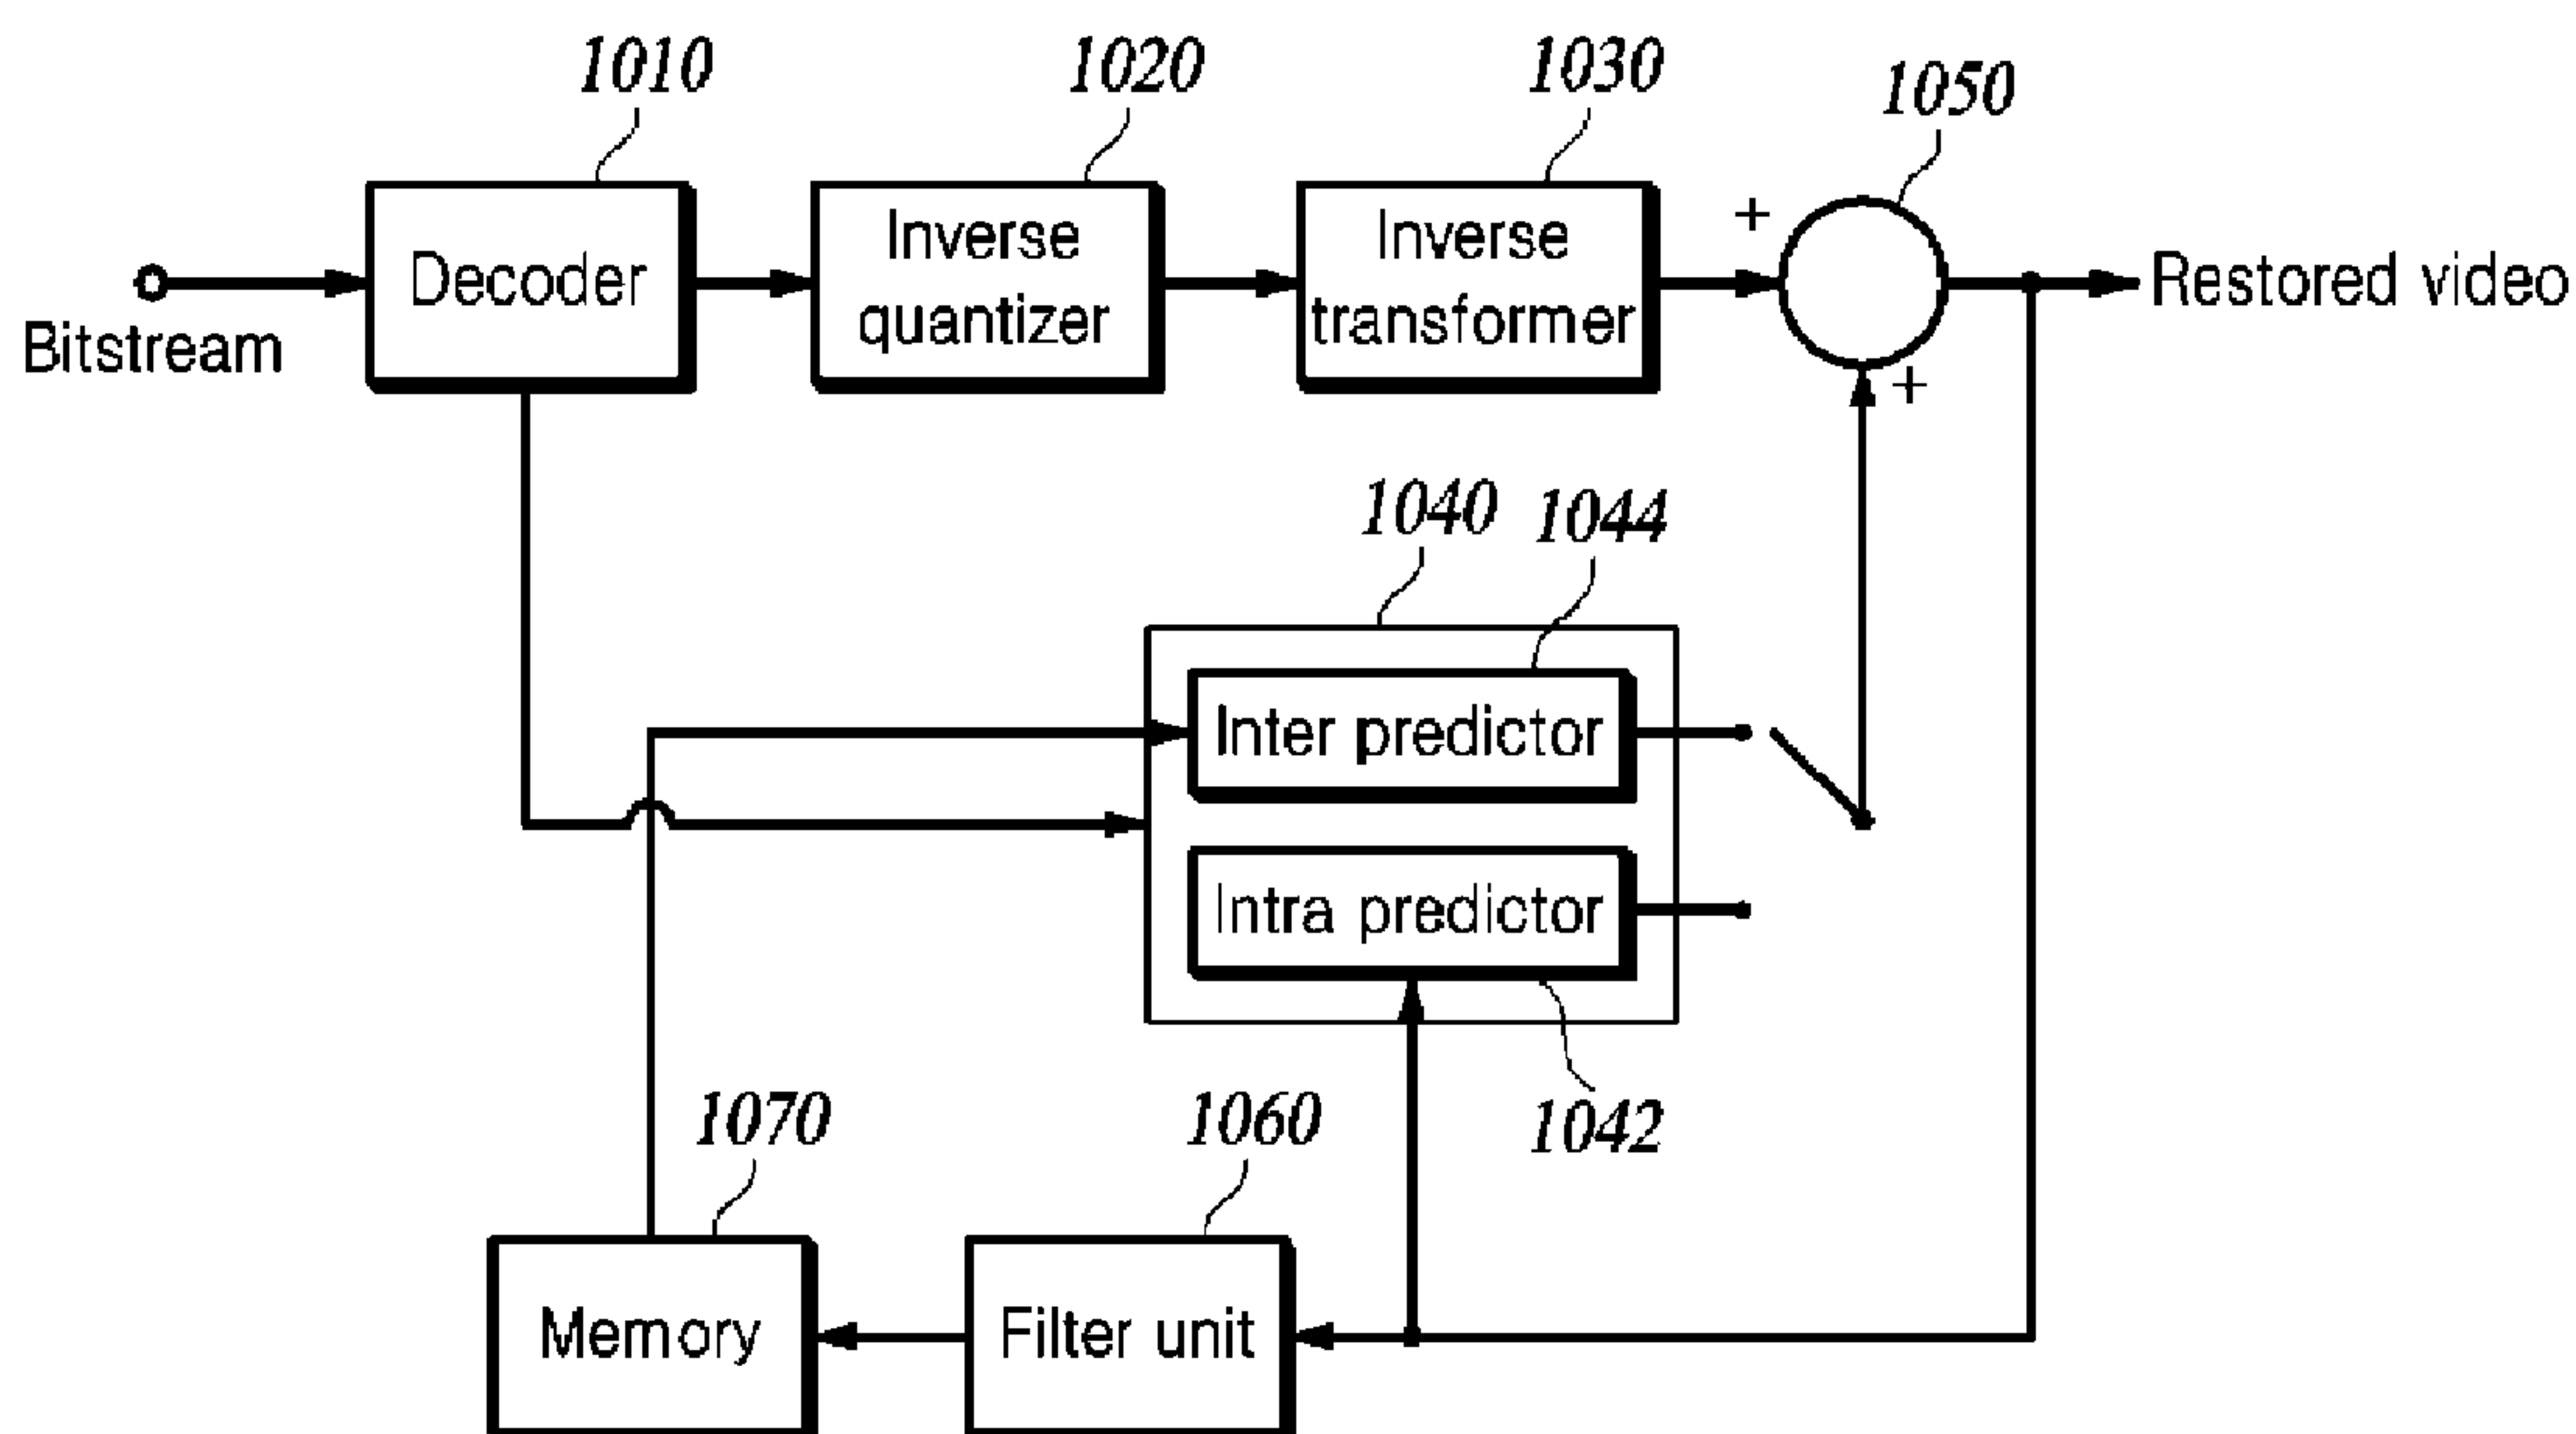 1010
1020
1030
1050
Bitstream
Decoder
Inverse
quantizer
Inverse
transformer
+
+
Restored video
1040
1044
Inter predictor
Intra predictor
1042
1070
1060
Memory
Filter unit